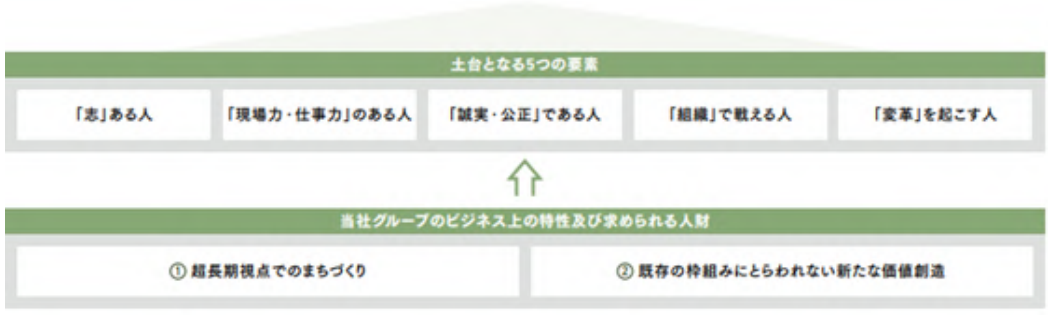 土台となる5つの要素
「志」ある人
「現場力・仕事力」のある人
「誠実・公正」である人
「組織」で戦える人
「変革」を起こす人
当社グループのビジネス上の特性及び求められる人財
① 超長期視点でのまちづくり
② 既存の枠組みにとらわれない新たな価値創造